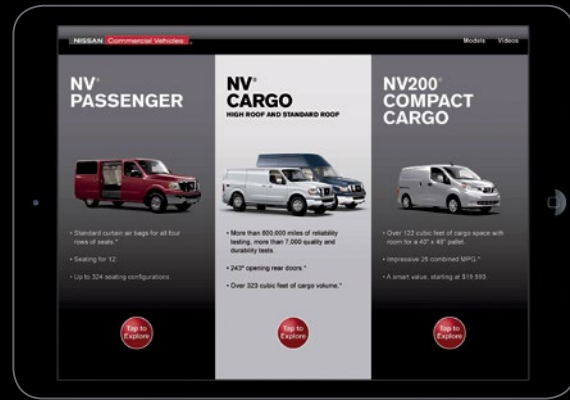 NISSAN Commercial Vehicles
Models Videos
NV®
PASSENGER
• Standard curtain air bags for all four
rows of seats.*
• Seating for 12.
• Up to 324 seating configurations.
Tap to
Explore
NV®
CARGO
HIGH ROOF AND STANDARD ROOF
• More than 600,000 miles of reliability
testing, more than 7,000 quality and
durability tests.
• 243° opening rear doors.*
• Over 323 cubic feet of cargo volume.*
Tap to
Explore
NV200®
COMPACT
CARGO
• Over 122 cubic feet of cargo space with
room for a 40" x 48" pallet.
• Impressive 25 combined MPG.*
• A smart value, starting at
Tap to
Explore